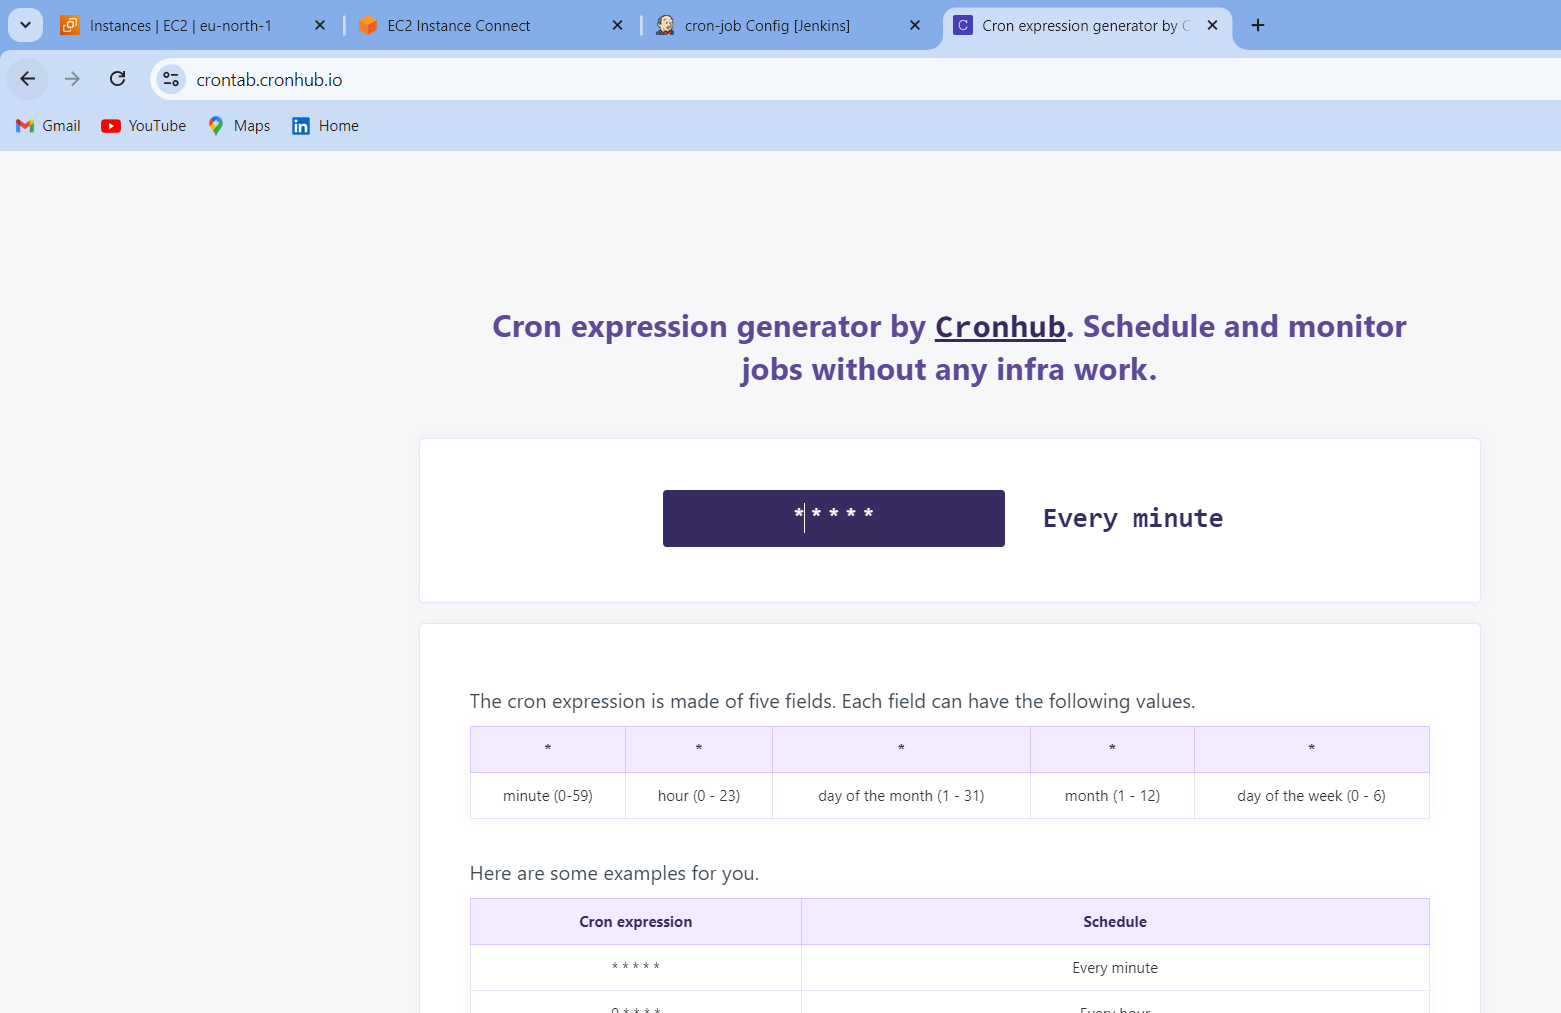 Instances | EC2 | eu-north-1
EC2 Instance Connect
cron-job Config [Jenkins]
Cron expression generator by C
crontab.cronhub.io
Gmail
YouTube
Maps
Home
Cron expression generator by Cronhub. Schedule and monitor
jobs without any infra work.
* * * * *
Every minute
The cron expression is made of five fields. Each field can have the following values.
* * * * *
minute (0-59) hour (0 - 23) day of the month (1 - 31) month (1 - 12) day of the week (0 - 6)
Here are some examples for you.
Cron expression Schedule
* * * * * Every minute
0 * * * * Every hour